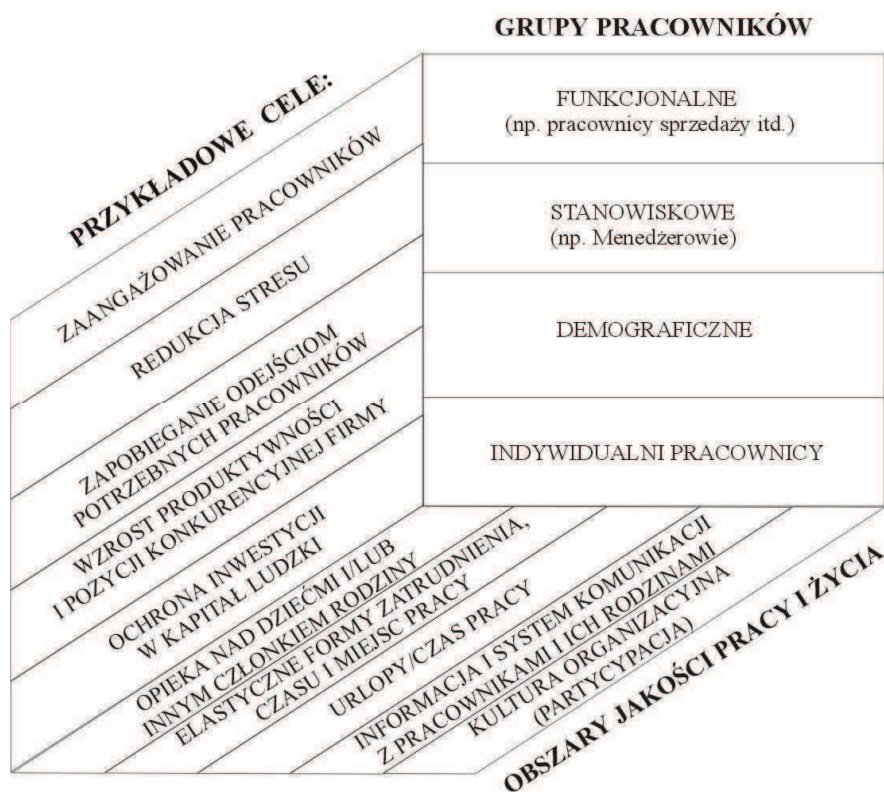 GRUPY PRACOWNIKÓW
FUNKCJONALNE
(np. pracownicy sprzedaży itd.)
STANOWISKOWE
(np. Menedżerowie)
DEMOGRAFICZNE
INDYWIDUALNI PRACOWNICY
PRZYKŁADOWE CELE:
ZAANGAŻOWANIE PRACOWNIKÓW
REDUKCJA STRESU
ZAPOBIEGANIE ODEJŚCIOM
POTRZEBNYCH PRACOWNIKÓW
WZROST PRODUKTYWNOŚCI
I POZYCJI KONKURENCYJNEJ FIRMY
OCHRONA INWESTYCJI
W KAPITAŁ LUDZKI
OPIEKA NAD DZIEĆMI I/LUB
INNYM CZŁONKIEM RODZINY
ELASTYCZNE FORMY ZATRUDNIENIA,
CZASU I MIEJSC PRACY
URLOPY/CZAS PRACY
INFORMACJA I SYSTEM KOMUNIKACJI
Z PRACOWNIKAMI I ICH RODZINAMI
KULTURA ORGANIZACYJNA
(PARTYCYPACJA)
OBSZARY JAKOŚCI PRACY I ŻYCIA